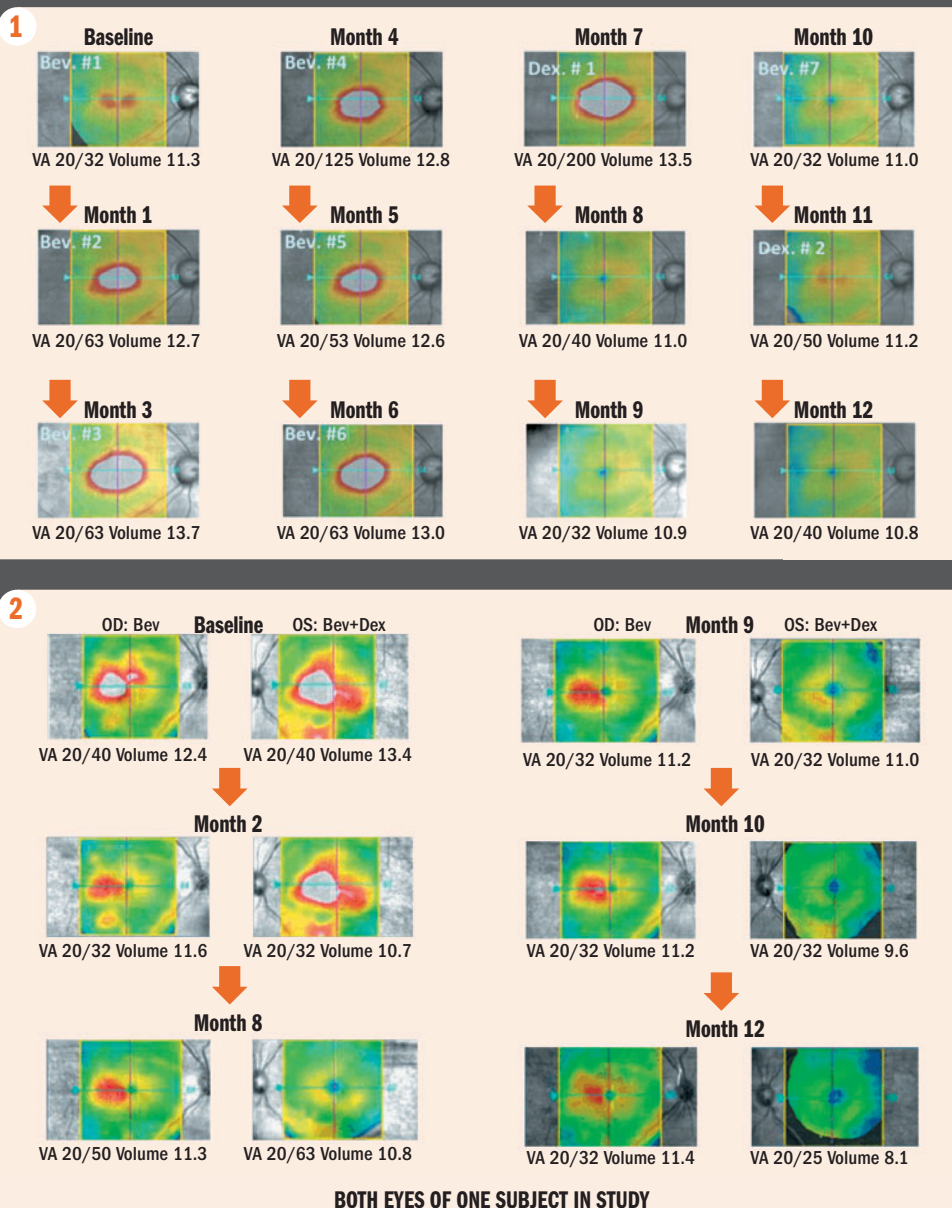 1
Baseline
Bev. #1
VA 20/32 Volume 11.3
Month 1
Bev. #2
VA 20/63 Volume 12.7
Month 3
Bev. #3
VA 20/63 Volume 13.7
Month 4
Bev. #4
VA 20/125 Volume 12.8
Month 5
Bev. #5
VA 20/53 Volume 12.6
Month 6
Bev. #6
VA 20/63 Volume 13.0
Month 7
Dex. # 1
VA 20/200 Volume 13.5
Month 8
VA 20/40 Volume 11.0
Month 9
VA 20/32 Volume 10.9
Month 10
Bev. #7
VA 20/32 Volume 11.0
Month 11
Dex. # 2
VA 20/50 Volume 11.2
Month 12
VA 20/40 Volume 10.8
2
OD: Bev Baseline OS: Bev+Dex
VA 20/40 Volume 12.4 VA 20/40 Volume 13.4
Month 2
VA 20/32 Volume 11.6 VA 20/32 Volume 10.7
Month 8
VA 20/50 Volume 11.3 VA 20/63 Volume 10.8
OD: Bev Month 9 OS: Bev+Dex
VA 20/32 Volume 11.2 VA 20/32 Volume 11.0
Month 10
VA 20/32 Volume 11.2 VA 20/32 Volume 9.6
Month 12
VA 20/32 Volume 11.4 VA 20/25 Volume 8.1
BOTH EYES OF ONE SUBJECT IN STUDY